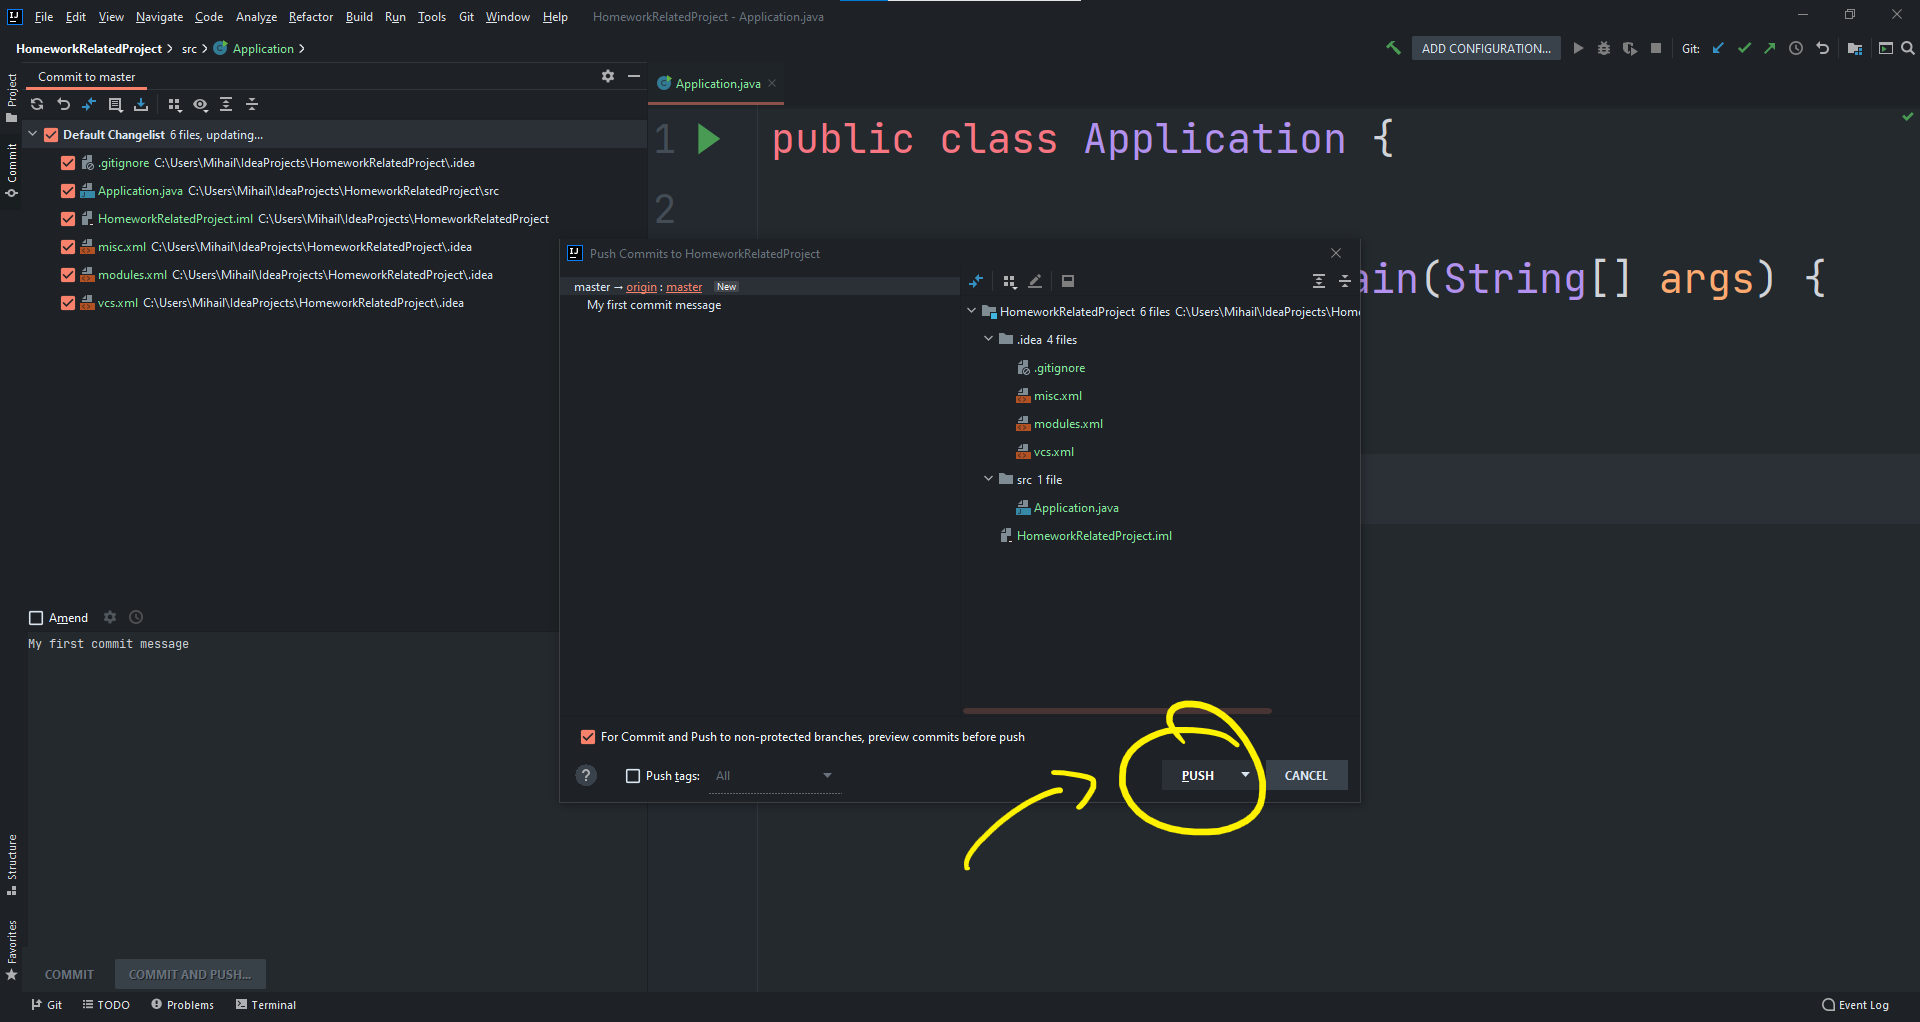 IJ File Edit View Navigate Code Analyze Refactor Build Run Tools Git Window Help HomeworkRelatedProject - Application.java
HomeworkRelatedProject src Application ADD CONFIGURATION... Git:
Project
Commit
Structure
Favorites
Commit to master
Default Changelist 6 files, updating...
.gitignore C:\Users\Mihail\IdeaProjects\HomeworkRelatedProject\.idea
Application.java C:\Users\Mihail\IdeaProjects\HomeworkRelatedProject\src
HomeworkRelatedProject.iml C:\Users\Mihail\IdeaProjects\HomeworkRelatedProject
misc.xml C:\Users\Mihail\IdeaProjects\HomeworkRelatedProject\.idea
modules.xml C:\Users\Mihail\IdeaProjects\HomeworkRelatedProject\.idea
vcs.xml C:\Users\Mihail\IdeaProjects\HomeworkRelatedProject\.idea
Amend
My first commit message
COMMIT COMMIT AND PUSH...
Application.java
1 public class Application {
2
ain(String[] args) {
IJ Push Commits to HomeworkRelatedProject
master → origin : master New
My first commit message
HomeworkRelatedProject 6 files C:\Users\Mihail\IdeaProjects\Home
.idea 4 files
.gitignore
misc.xml
modules.xml
vcs.xml
src 1 file
Application.java
HomeworkRelatedProject.iml
For Commit and Push to non-protected branches, preview commits before push
? Push tags: All PUSH CANCEL
Git TODO Problems Terminal Event Log